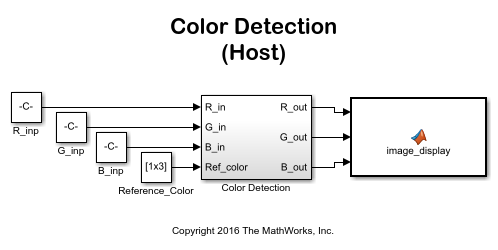 Color Detection
(Host)
-C-
R_inp
-C-
G_inp
-C-
B_inp
[1x3]
Reference_Color
R_in
G_in
B_in
Ref_color
R_out
G_out
B_out
Color Detection
image_display
Copyright 2016 The MathWorks, Inc.